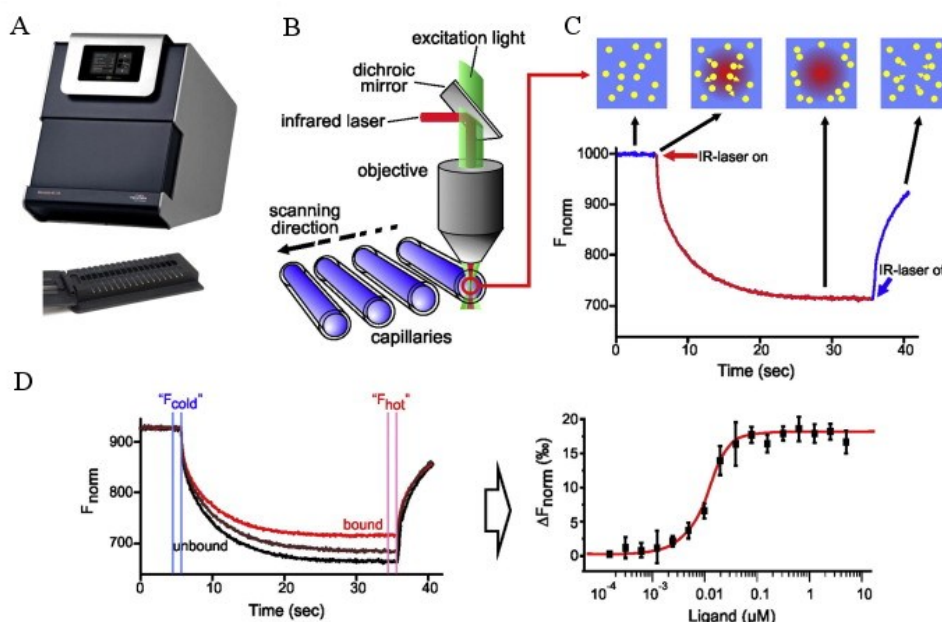 A
B
excitation light
dichroic
mirror
infrared laser
objective
scanning
direction
capillaries
C
1000
900
800
700
F norm
IR-laser on
IR-laser of
0
10
20
30
40
Time (sec)
D
"F cold"
"F hot"
900
800
700
F norm
bound
unbound
0
10
20
30
40
Time (sec)
20
15
10
5
0
ΔF norm (‰)
10⁻⁴
10⁻³
0.01
0.1
1
10
Ligand (µM)